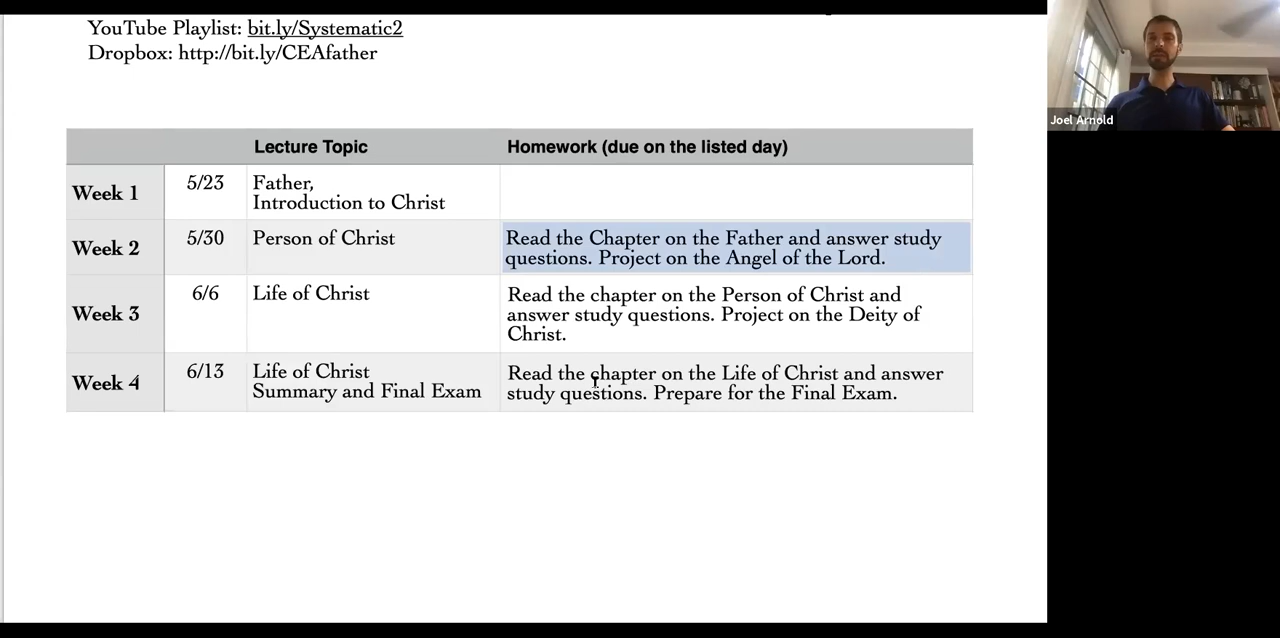 YouTube Playlist: bit.ly/Systematic2
Dropbox: http://bit.ly/CEAfather
Joel Arnold
Lecture Topic
Homework (due on the listed day)
Week 1
5/23
Father,
Introduction to Christ
Week 2
5/30
Person of Christ
Read the Chapter on the Father and answer study
questions. Project on the Angel of the Lord.
Week 3
6/6
Life of Christ
Read the chapter on the Person of Christ and
answer study questions. Project on the Deity of
Christ.
Week 4
6/13
Life of Christ
Summary and Final Exam
Read the chapter on the Life of Christ and answer
study questions. Prepare for the Final Exam.